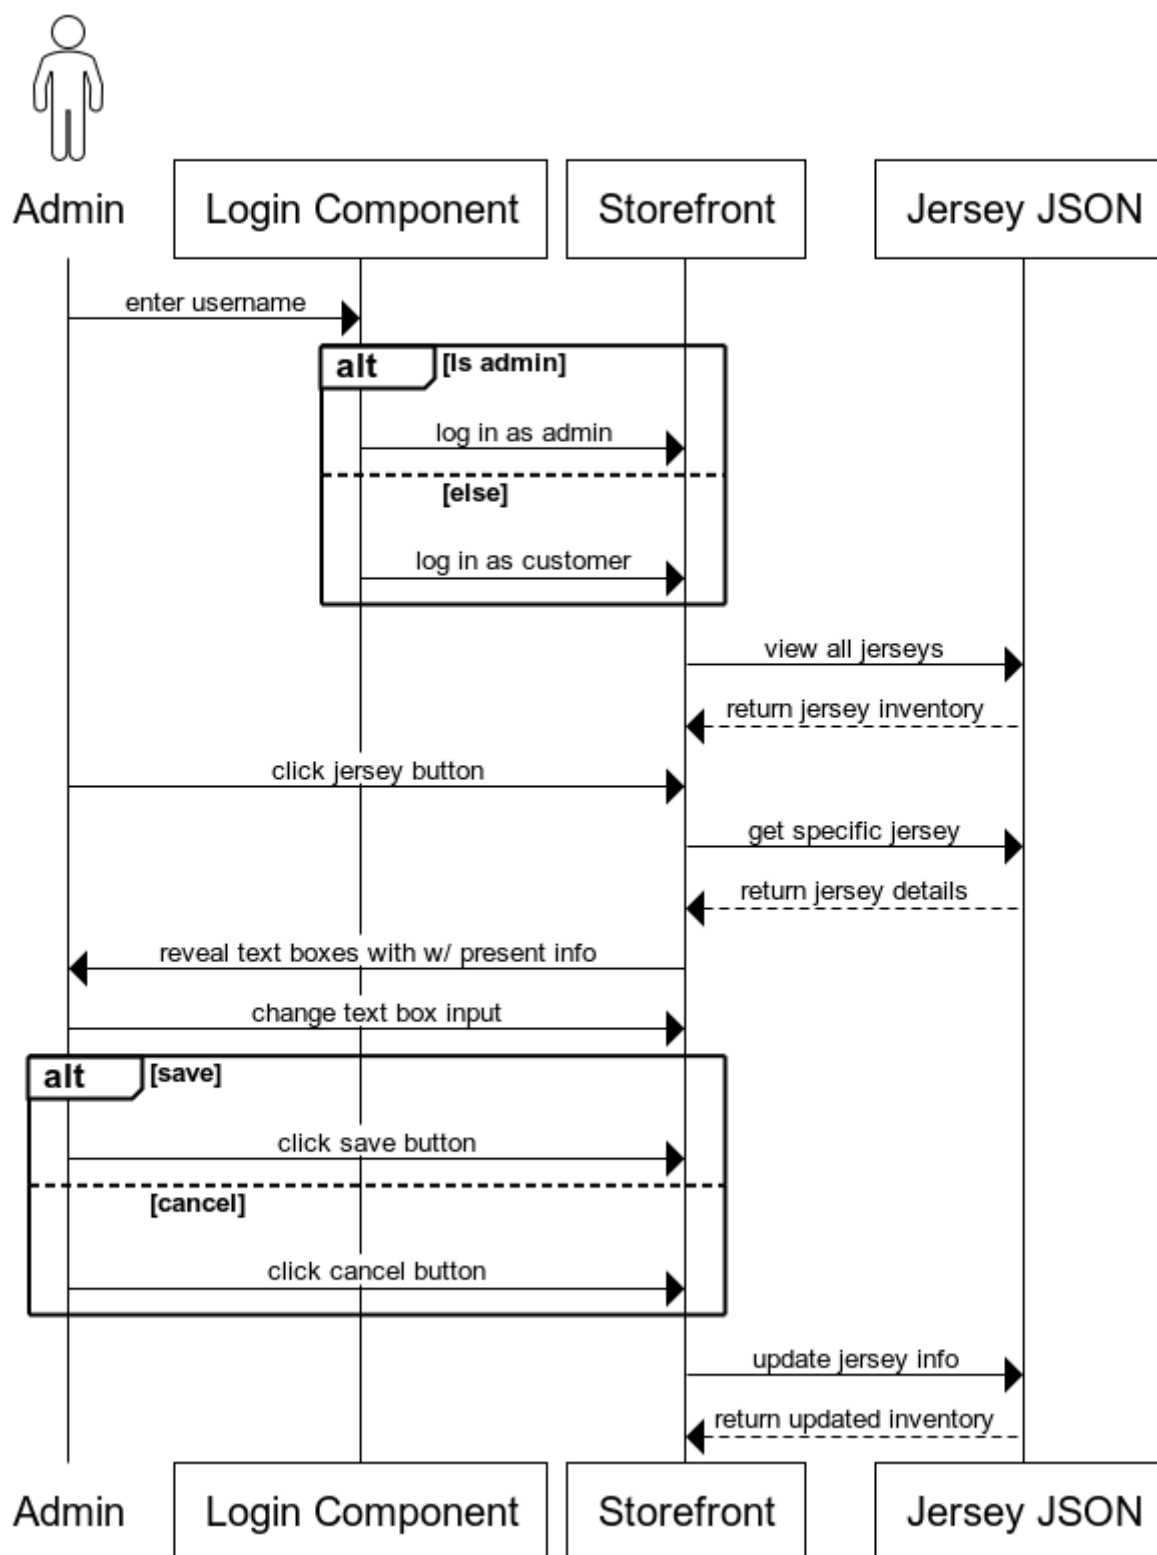 Admin
Login Component
Storefront
Jersey JSON
enter username
alt [Is admin]
log in as admin
[else]
log in as customer
view all jerseys
return jersey inventory
click jersey button
get specific jersey
return jersey details
reveal text boxes with w/ present info
change text box input
alt [save]
click save button
[cancel]
click cancel button
update jersey info
return updated inventory
Admin
Login Component
Storefront
Jersey JSON